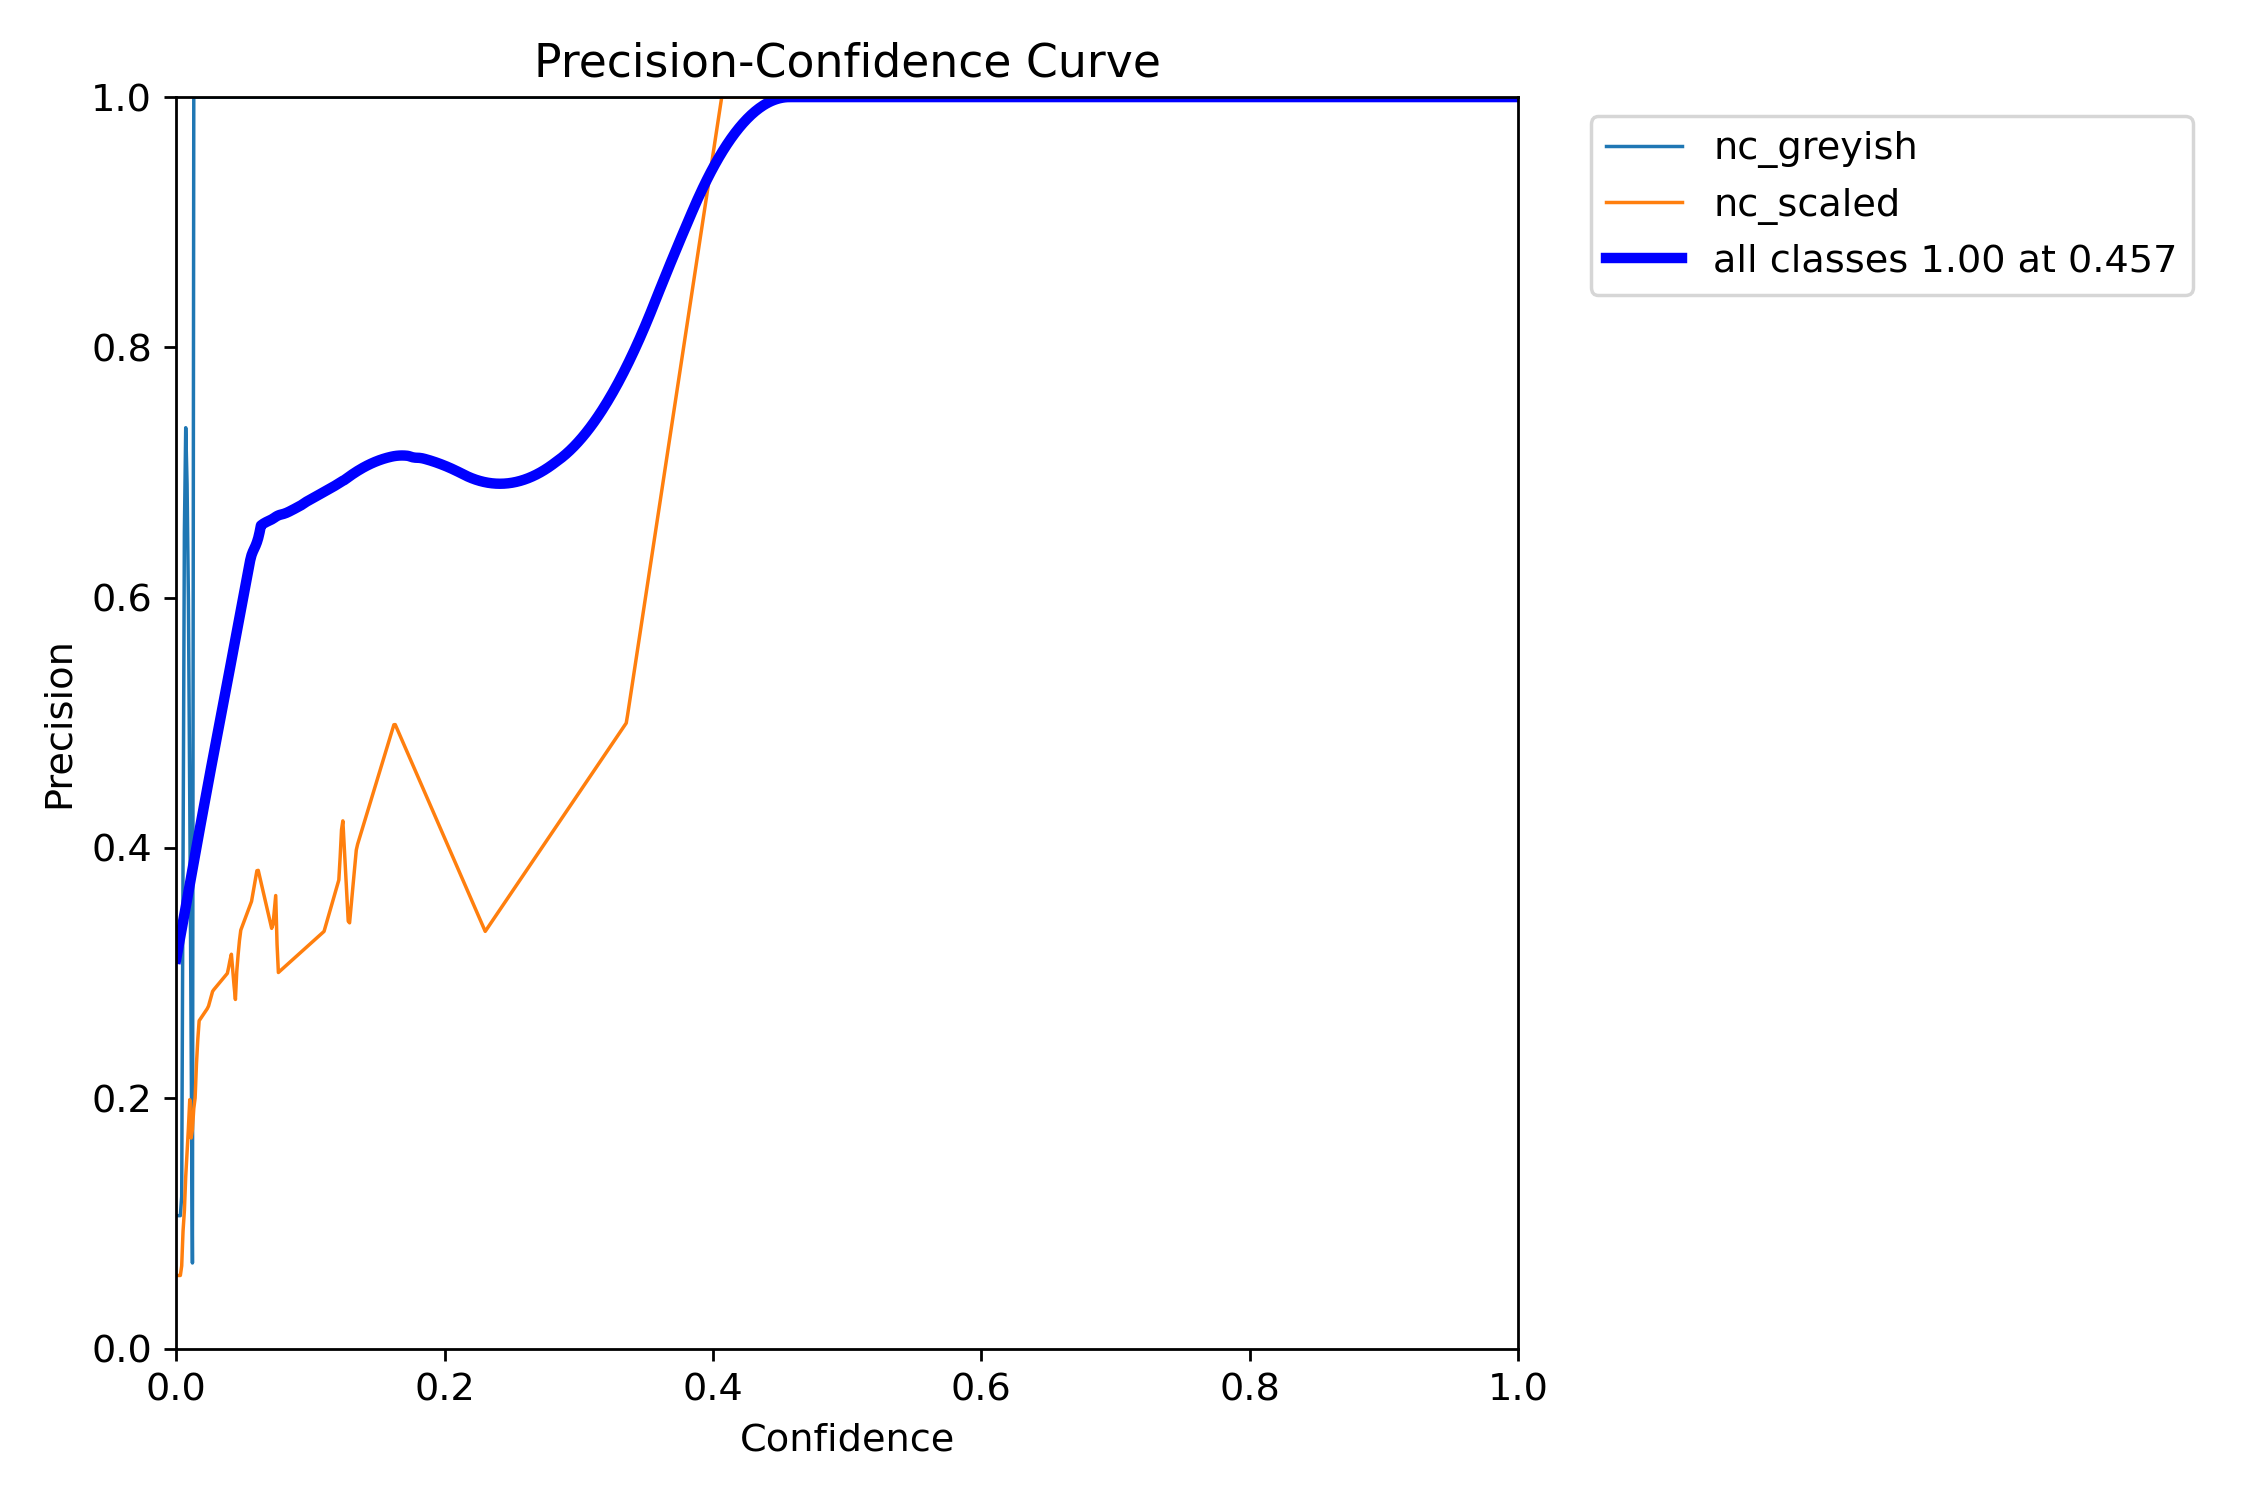 Precision-Confidence Curve
1.0
0.8
0.6
0.4
0.2
0.0
Precision
0.0 0.2 0.4 0.6 0.8 1.0
Confidence
nc_greyish
nc_scaled
all classes 1.00 at 0.457